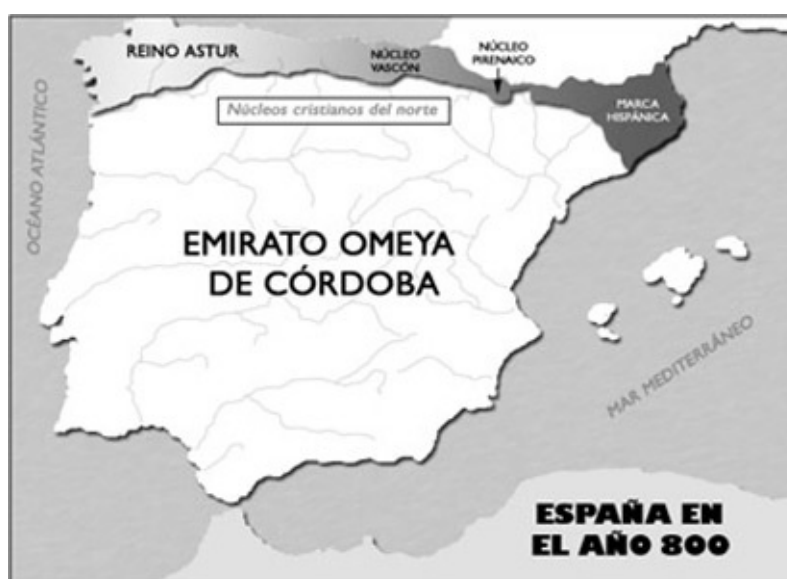 REINO ASTUR
NÚCLEO
VASCÓN
NÚCLEO
PIRENAICO
MARCA
HISPÁNICA
Núcleos cristianos del norte
OCÉANO ATLÁNTICO
EMIRATO OMEYA
DE CÓRDOBA
MAR MEDITERRÁNEO
ESPAÑA EN
EL AÑO 800